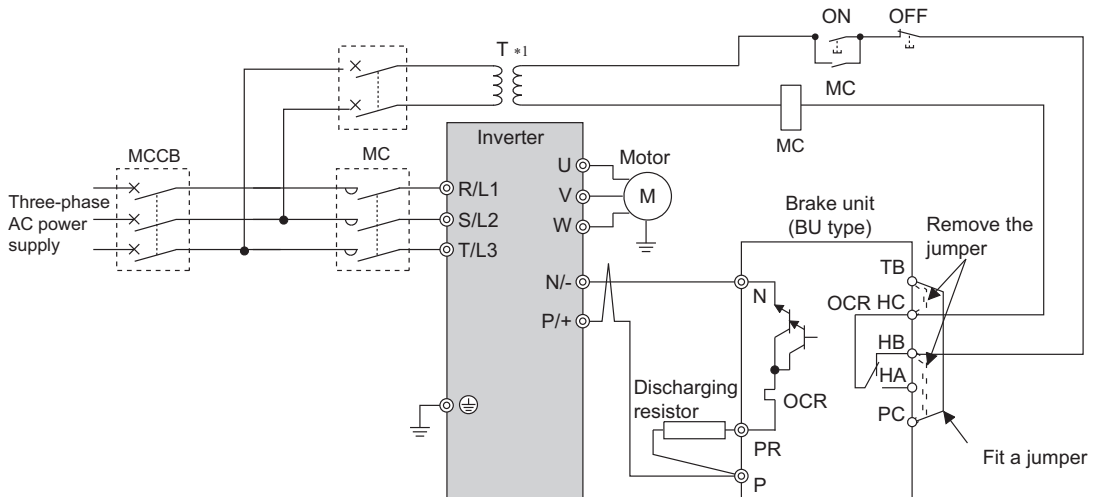 ON
OFF
T *1
MC
MC
Inverter
MCCB
MC
Three-phase
AC power
supply
R/L1
S/L2
T/L3
U
V
W
Motor
M
N/-
P/+
Brake unit
(BU type)
Remove the
jumper
TB
N
OCR
HC
HB
HA
PC
Discharging
resistor
OCR
PR
P
Fit a jumper